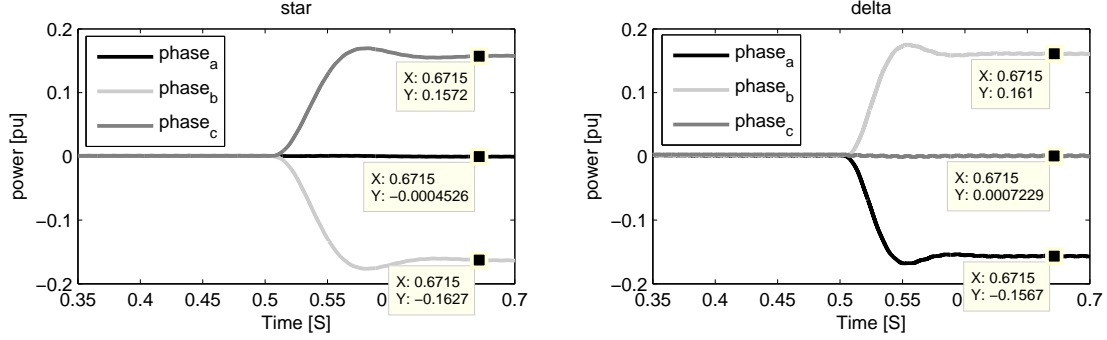 star
power [pu]
0.2
0.1
0
−0.1
−0.2
phase_a
phase_b
phase_c
X: 0.6715
Y: 0.1572
X: 0.6715
Y: −0.0004526
X: 0.6715
Y: −0.1627
0.35 0.4 0.45 0.5 0.55 0. 0.7
Time [S]
delta
power [pu]
0.2
0.1
0
−0.1
−0.2
phase_a
phase_b
phase_c
X: 0.6715
Y: 0.161
X: 0.6715
Y: 0.0007229
X: 0.6715
Y: −0.1567
0.35 0.4 0.45 0.5 0.55 0. 0.7
Time [S]